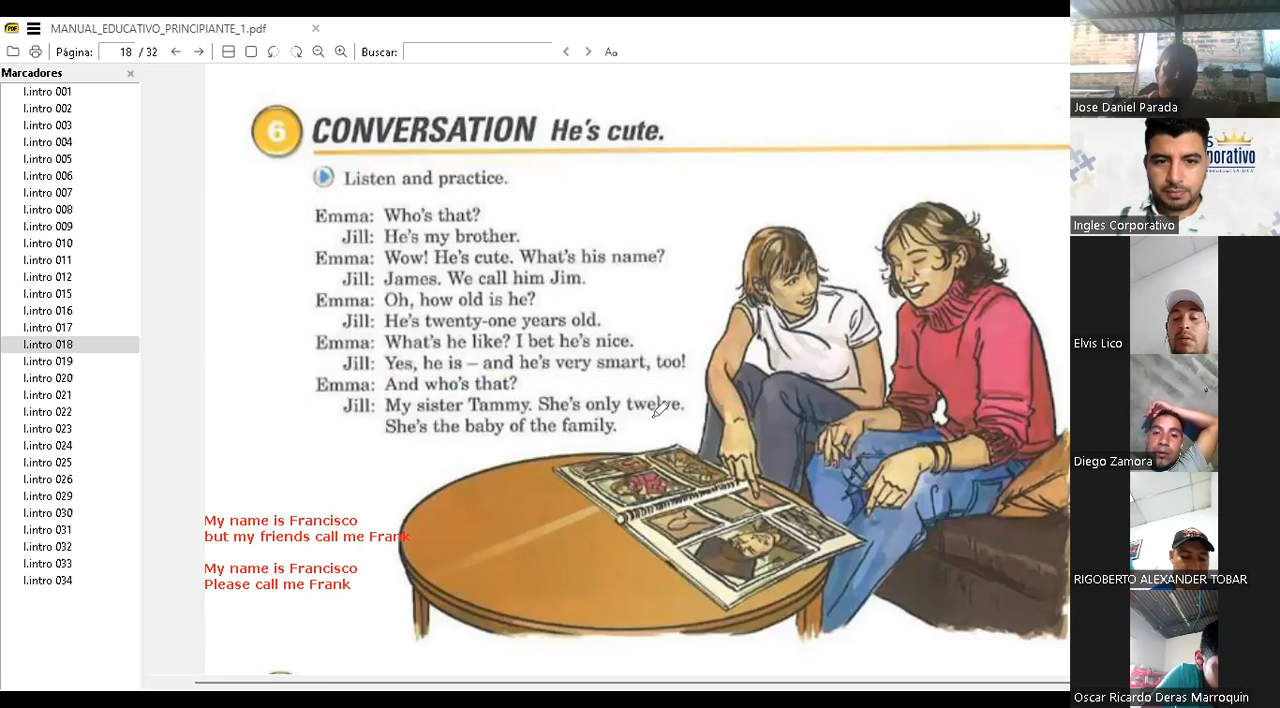 MANUAL_EDUCATIVO_PRINCIPIANTE_1.pdf
Página: 18 / 32
Buscar:
Marcadores
I.intro 001
I.intro 002
I.intro 003
I.intro 004
I.intro 005
I.intro 006
I.intro 007
I.intro 008
I.intro 009
I.intro 010
I.intro 011
I.intro 012
I.intro 015
I.intro 016
I.intro 017
I.intro 018
I.intro 019
I.intro 020
I.intro 021
I.intro 022
I.intro 023
I.intro 024
I.intro 025
I.intro 026
I.intro 029
I.intro 030
I.intro 031
I.intro 032
I.intro 033
I.intro 034
6 CONVERSATION He's cute.
Listen and practice.
Emma: Who's that?
Jill: He's my brother.
Emma: Wow! He's cute. What's his name?
Jill: James. We call him Jim.
Emma: Oh, how old is he?
Jill: He's twenty-one years old.
Emma: What's he like? I bet he's nice.
Jill: Yes, he is – and he's very smart, too!
Emma: And who's that?
Jill: My sister Tammy. She's only twelve.
She's the baby of the family.
My name is Francisco
but my friends call me Frank
My name is Francisco
Please call me Frank
Jose Daniel Parada
Ingles Corporativo
Elvis Lico
Diego Zamora
RIGOBERTO ALEXANDER TOBAR
Oscar Ricardo Deras Marroquin